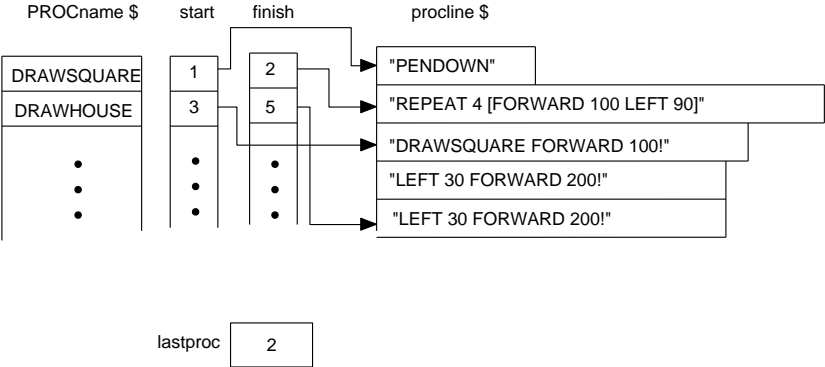 PROCname $ start finish procline $
DRAWSQUARE 1 2 "PENDOWN"
DRAWHOUSE 3 5 "REPEAT 4 [FORWARD 100 LEFT 90]"
"DRAWSQUARE FORWARD 100!"
"LEFT 30 FORWARD 200!"
"LEFT 30 FORWARD 200!"
lastproc 2